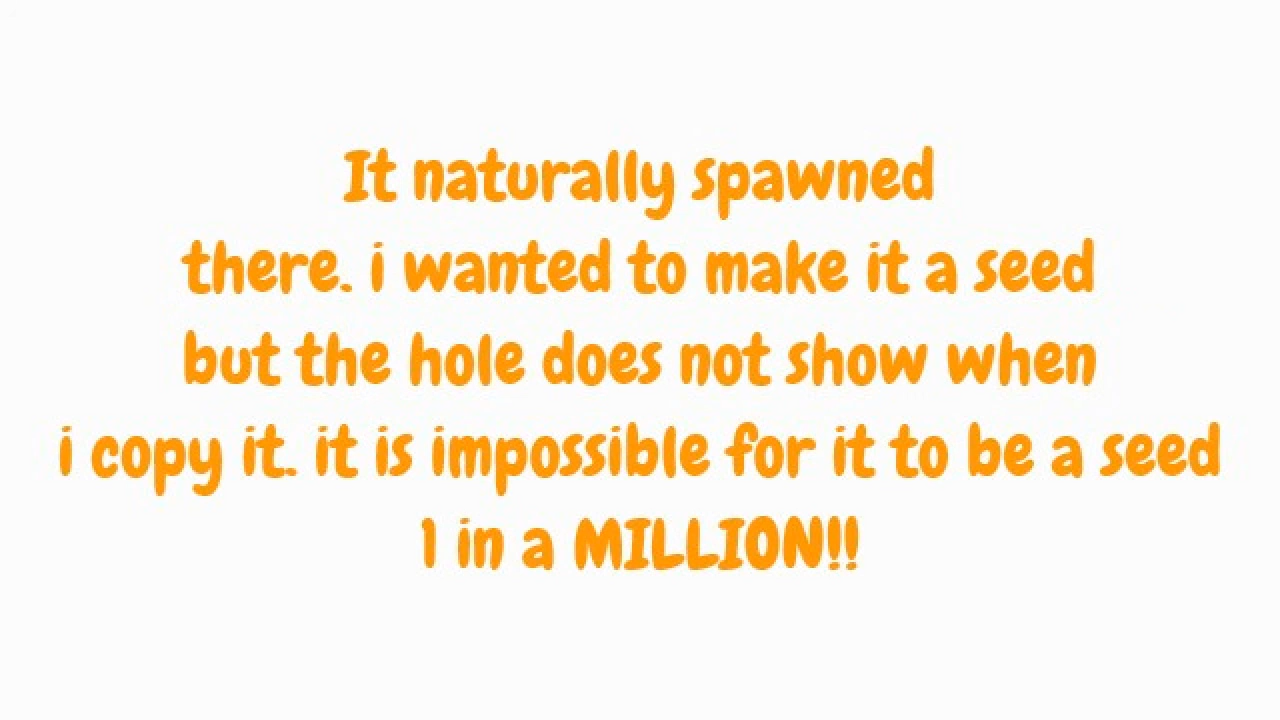 It naturally spawned
there. i wanted to make it a seed
but the hole does not show when
i copy it. it is impossible for it to be a seed
1 in a MILLION!!